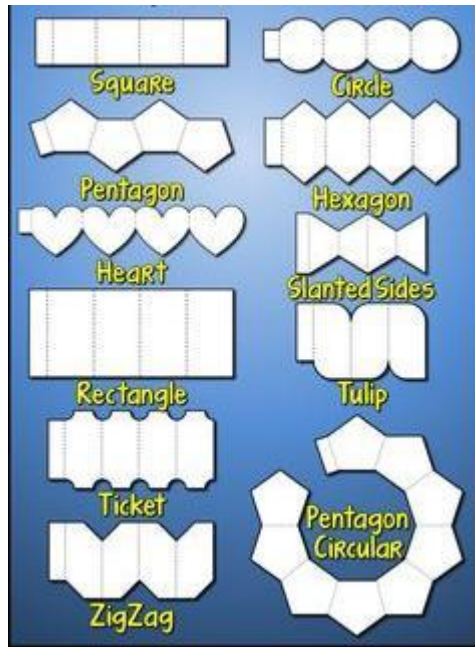 Square
Circle
Pentagon
Hexagon
Heart
Slanted Sides
Rectangle
Tulip
Ticket
Pentagon
Circular
ZigZag